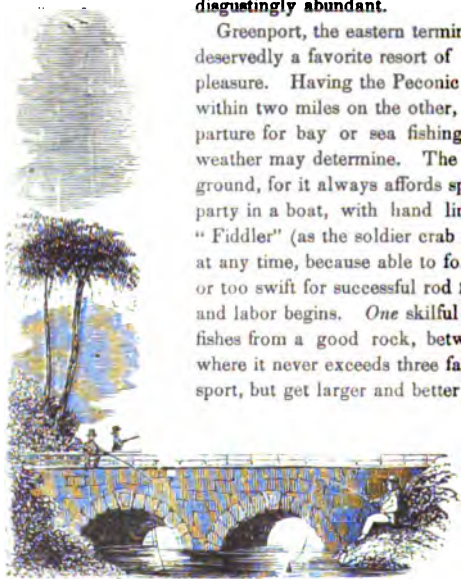 disgustingly abundant.
Greenport, the eastern termin
deservedly a favorite resort of
pleasure. Having the Peconic
within two miles on the other,
parture for bay or sea fishing
weather may determine. The
ground, for it always affords sp
party in a boat, with hand lin
" Fiddler" (as the soldier crab
at any time, because able to fo
or too swift for successful rod
and labor begins. One skilful
fishes from a good rock, betw
where it never exceeds three fa
sport, but get larger and better